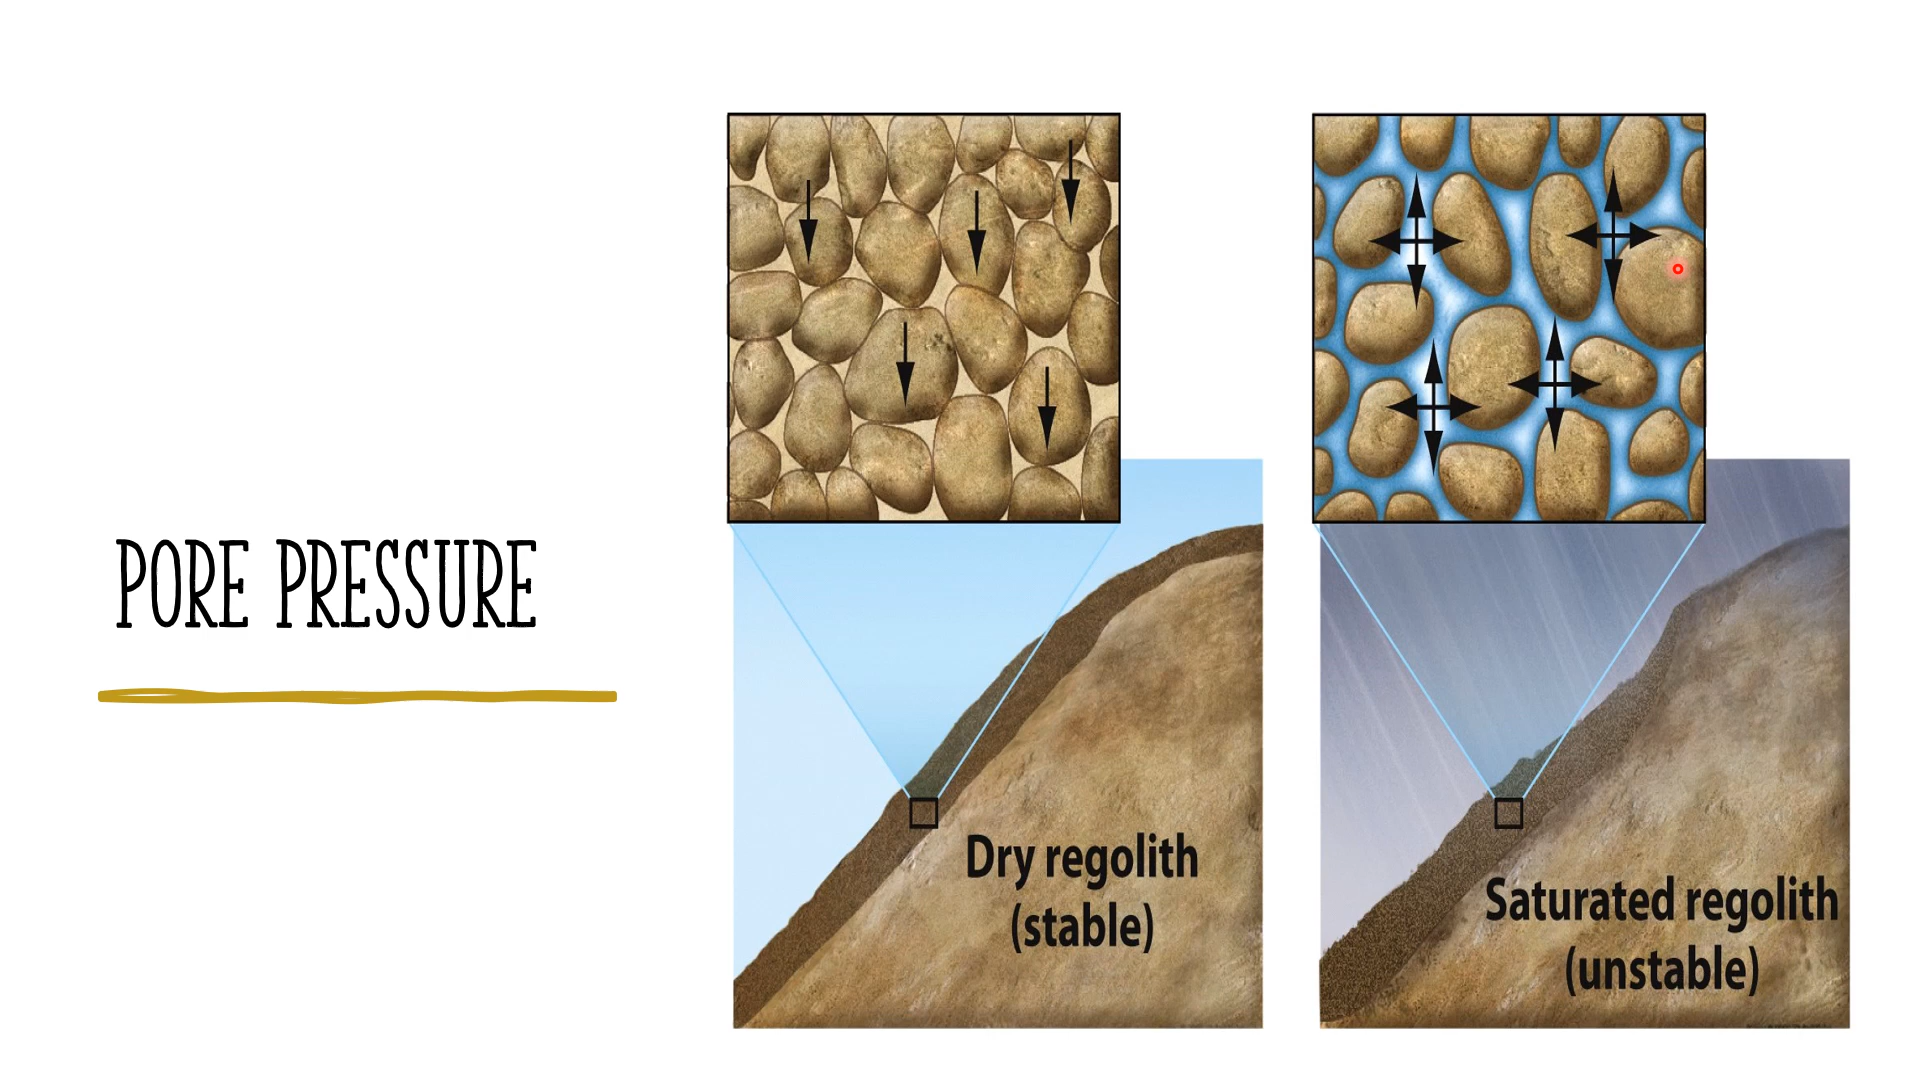 PORE PRESSURE
Dry regolith
(stable)
Saturated regolith
(unstable)